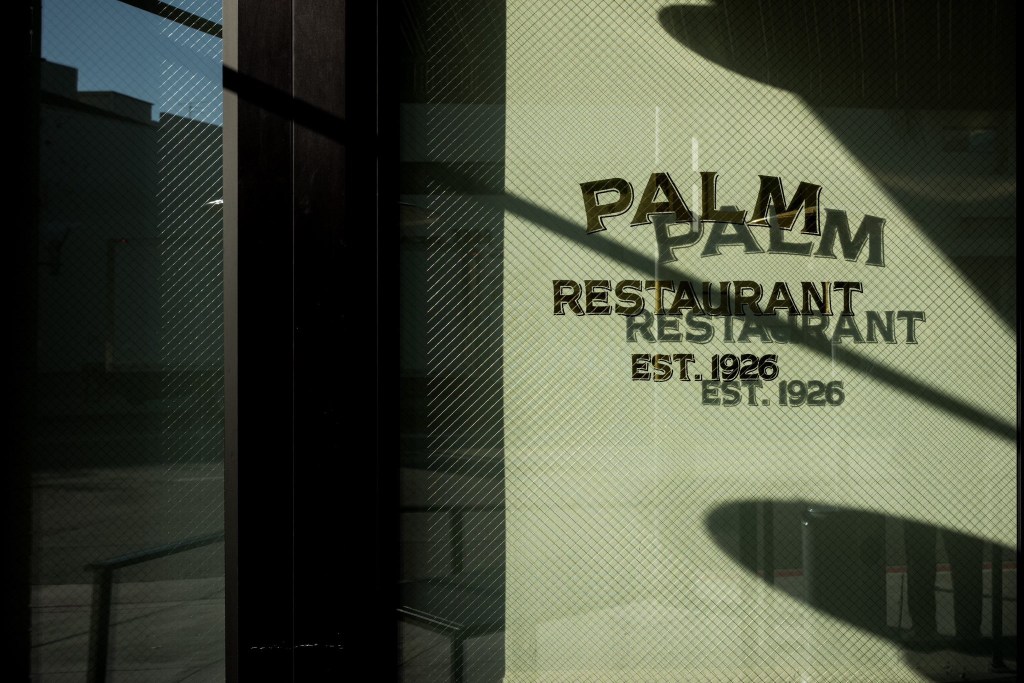 PALM
RESTAURANT
EST. 1926